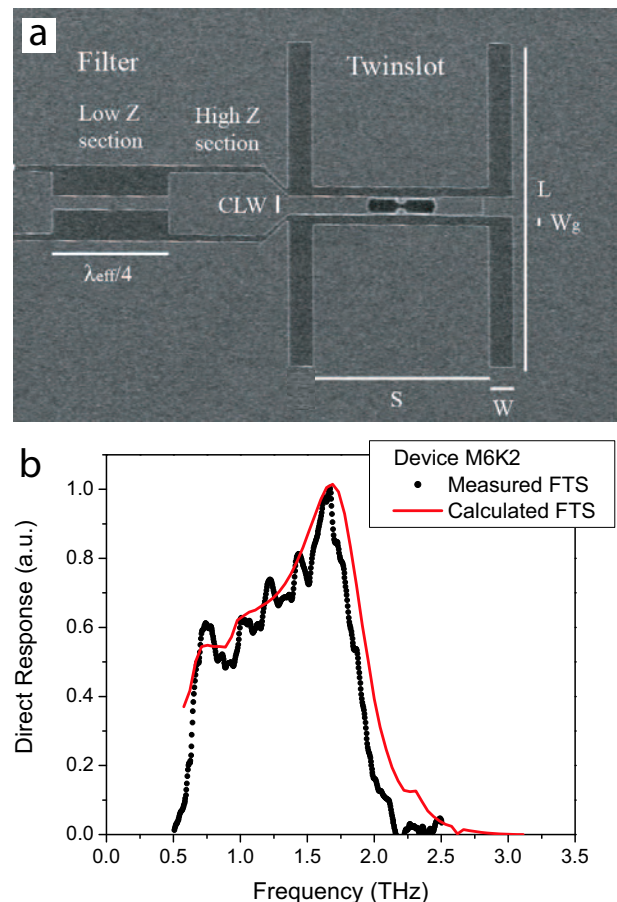 a
Filter
Twinslot
Low Z
section
High Z
section
CLW
L
Wg
λeff/4
S
W
b
Device M6K2
Measured FTS
Calculated FTS
1.0
0.8
0.6
0.4
0.2
0.0
Direct Response (a.u.)
0.0 0.5 1.0 1.5 2.0 2.5 3.0 3.5
Frequency (THz)